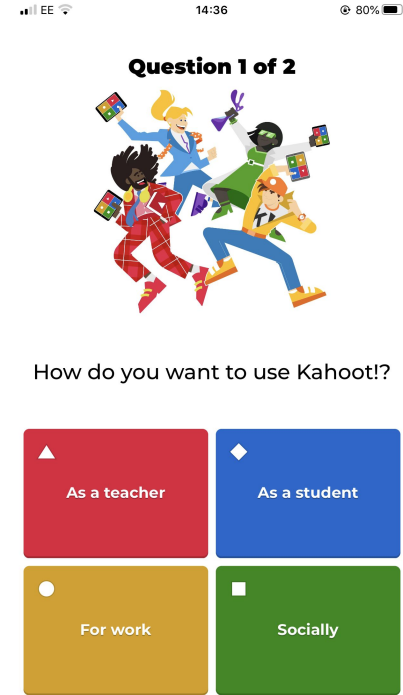 EE 14:36 80%
Question 1 of 2
How do you want to use Kahoot!?
As a teacher
As a student
For work
Socially